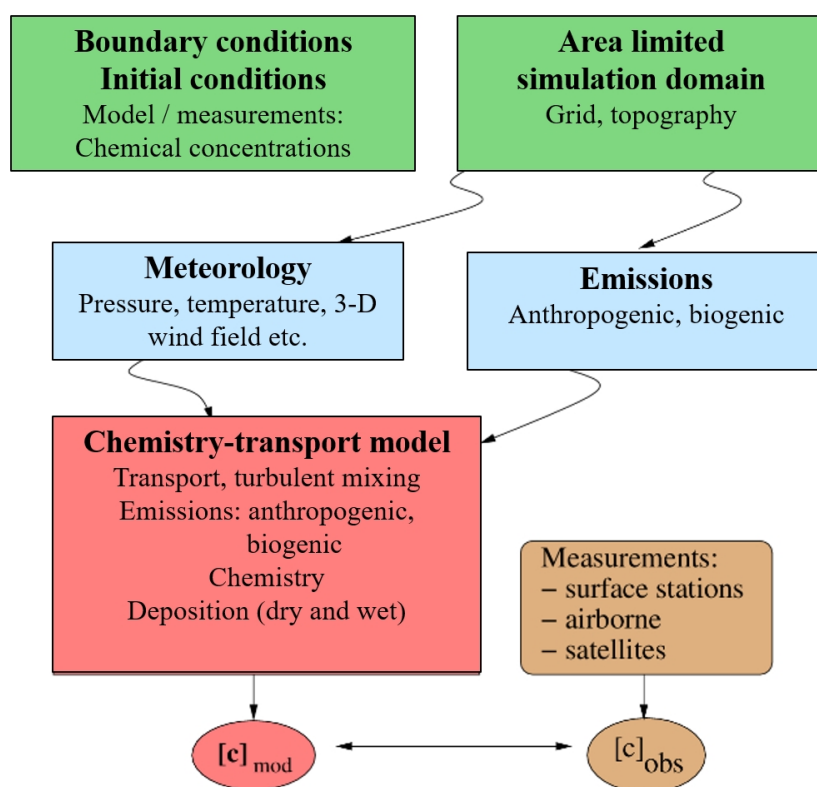 Boundary conditions
Initial conditions
Model / measurements:
Chemical concentrations
Area limited
simulation domain
Grid, topography
Meteorology
Pressure, temperature, 3-D
wind field etc.
Emissions
Anthropogenic, biogenic
Chemistry-transport model
Transport, turbulent mixing
Emissions: anthropogenic,
biogenic
Chemistry
Deposition (dry and wet)
Measurements:
– surface stations
– airborne
– satellites
[c] mod
[c] obs